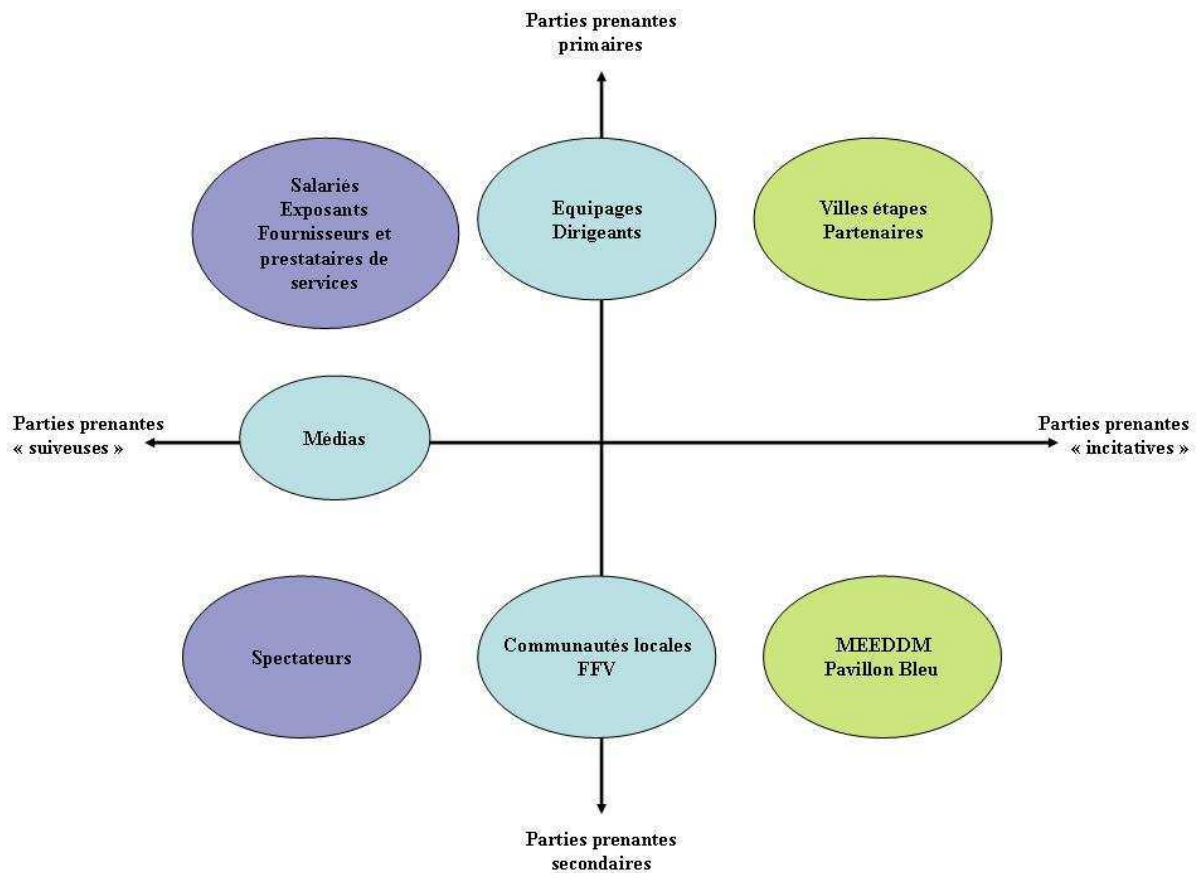 Parties prenantes
primaires
Salariés
Exposants
Fournisseurs et
prestataires de
services
Equipages
Dirigeants
Villes étapes
Partenaires
Parties prenantes
« suiveuses »
Médias
Parties prenantes
« incitatives »
Spectateurs
Communautés locales
FFV
MEEDDM
Pavillon Bleu
Parties prenantes
secondaires